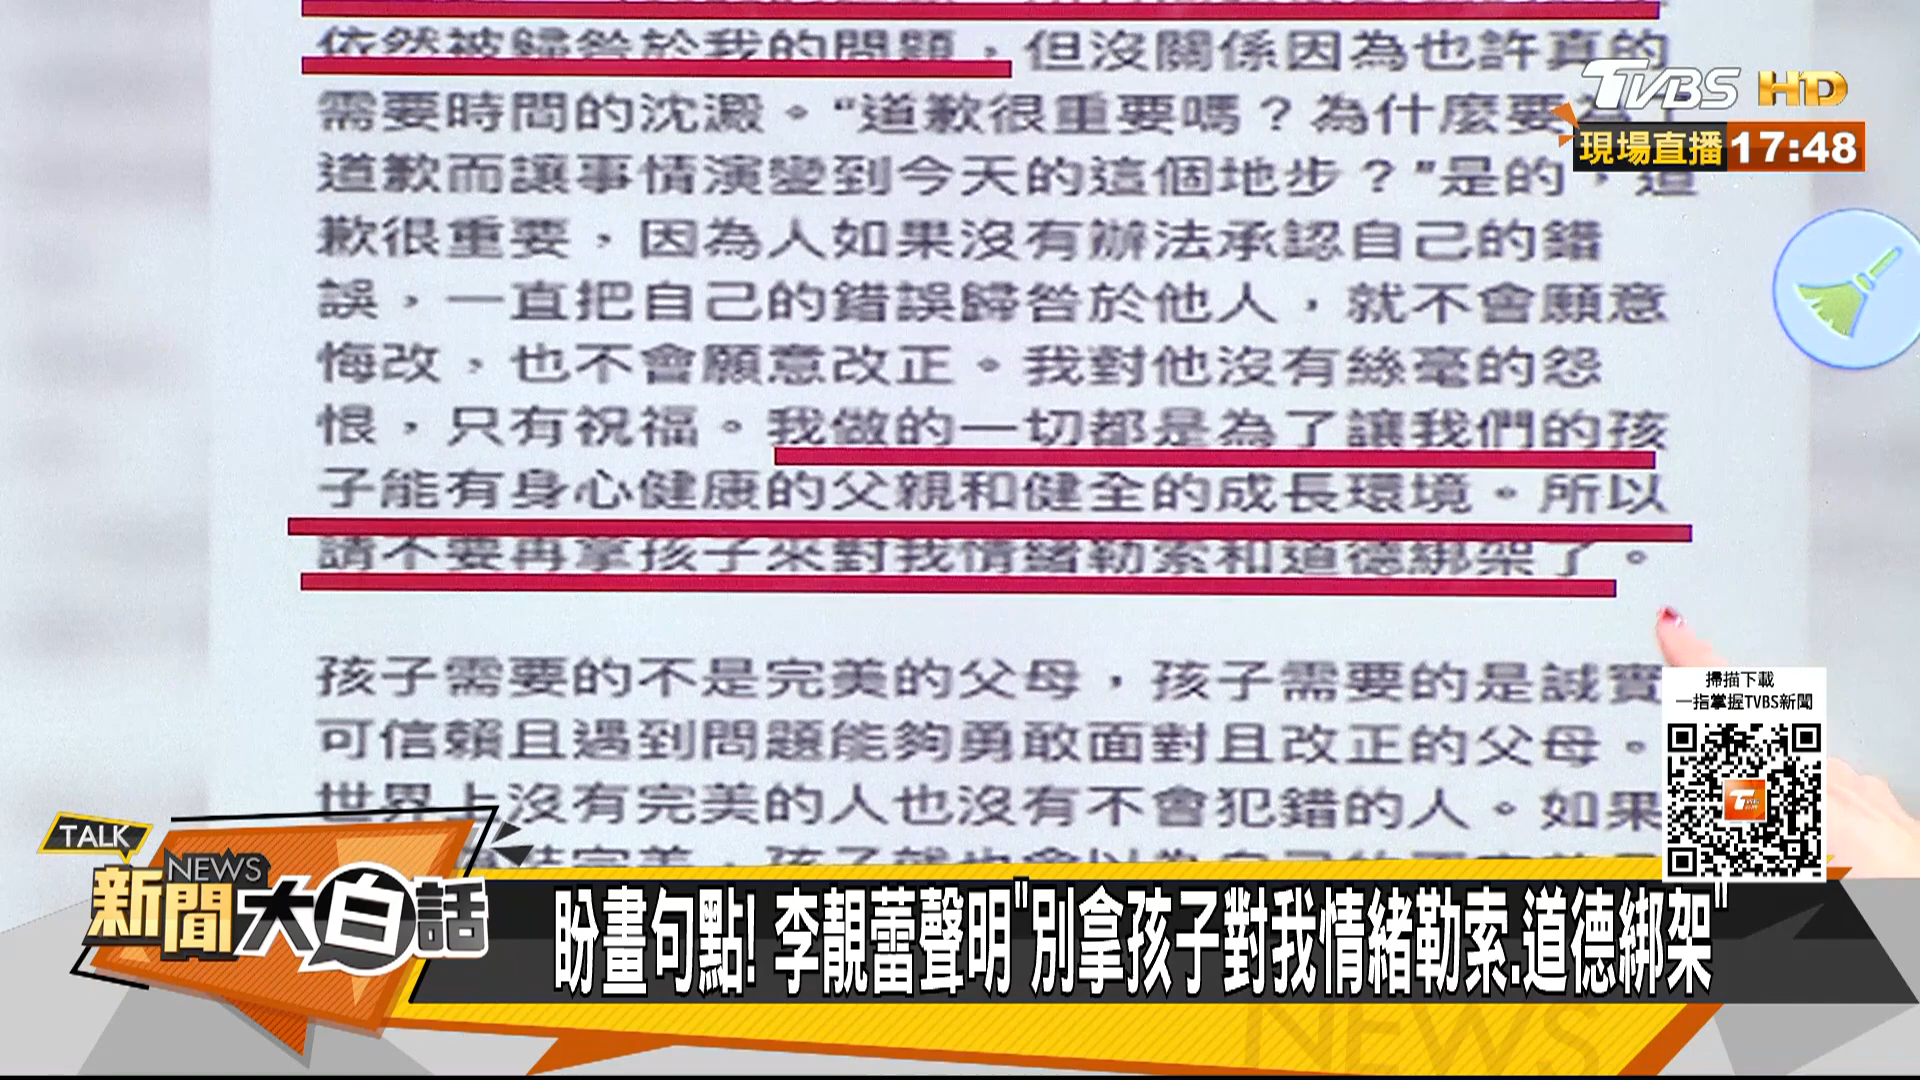 依然被歸咎於我的問題，但沒關係因為也許真的
需要時間的沈澱。“道歉很重要嗎？為什麼要為了
道歉而讓事情演變到今天的這個地步？”是的，道
歉很重要，因為人如果沒有辦法承認自己的錯
誤，一直把自己的錯誤歸咎於他人，就不會願意
悔改，也不會願意改正。我對他沒有絲毫的怨
恨，只有祝福。我做的一切都是為了讓我們的孩
子能有身心健康的父親和健全的成長環境。所以
請不要再拿孩子來對我情緒勒索和道德綁架了。
孩子需要的不是完美的父母，孩子需要的是誠實
可信賴且遇到問題能夠勇敢面對且改正的父母。
世界上沒有完美的人也沒有不會犯錯的人。如果
TVBS HD
現場直播 17:48
掃描下載
一指掌握TVBS新聞
TALK
NEWS
新聞大白話
盼畫句點! 李靚蕾聲明"別拿孩子對我情緒勒索.道德綁架"
NEWS